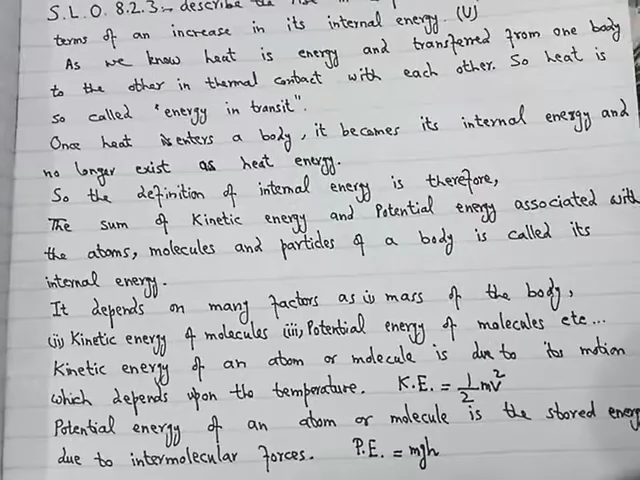 S.L.O. 8.2.3:- describe the rise in
terms of an increase in its internal energy. (U)
As we know heat is energy and transferred from one body
to the other in thermal contact with each other. So heat is
so called "energy in transit".
Once heat enters a body, it becomes its internal energy and
no longer exist as heat energy.
So the definition of internal energy is therefore,
The sum of Kinetic energy and Potential energy associated with
the atoms, molecules and particles of a body is called its
internal energy.
It depends on many factors as (i) mass of the body,
(ii) Kinetic energy of molecules (iii) Potential energy of molecules etc...
Kinetic energy of an atom or molecule is due to its motion
which depends upon the temperature. K.E. = 1/2 mv²
Potential energy of an atom or molecule is the stored energy
due to intermolecular forces. P.E. = mgh